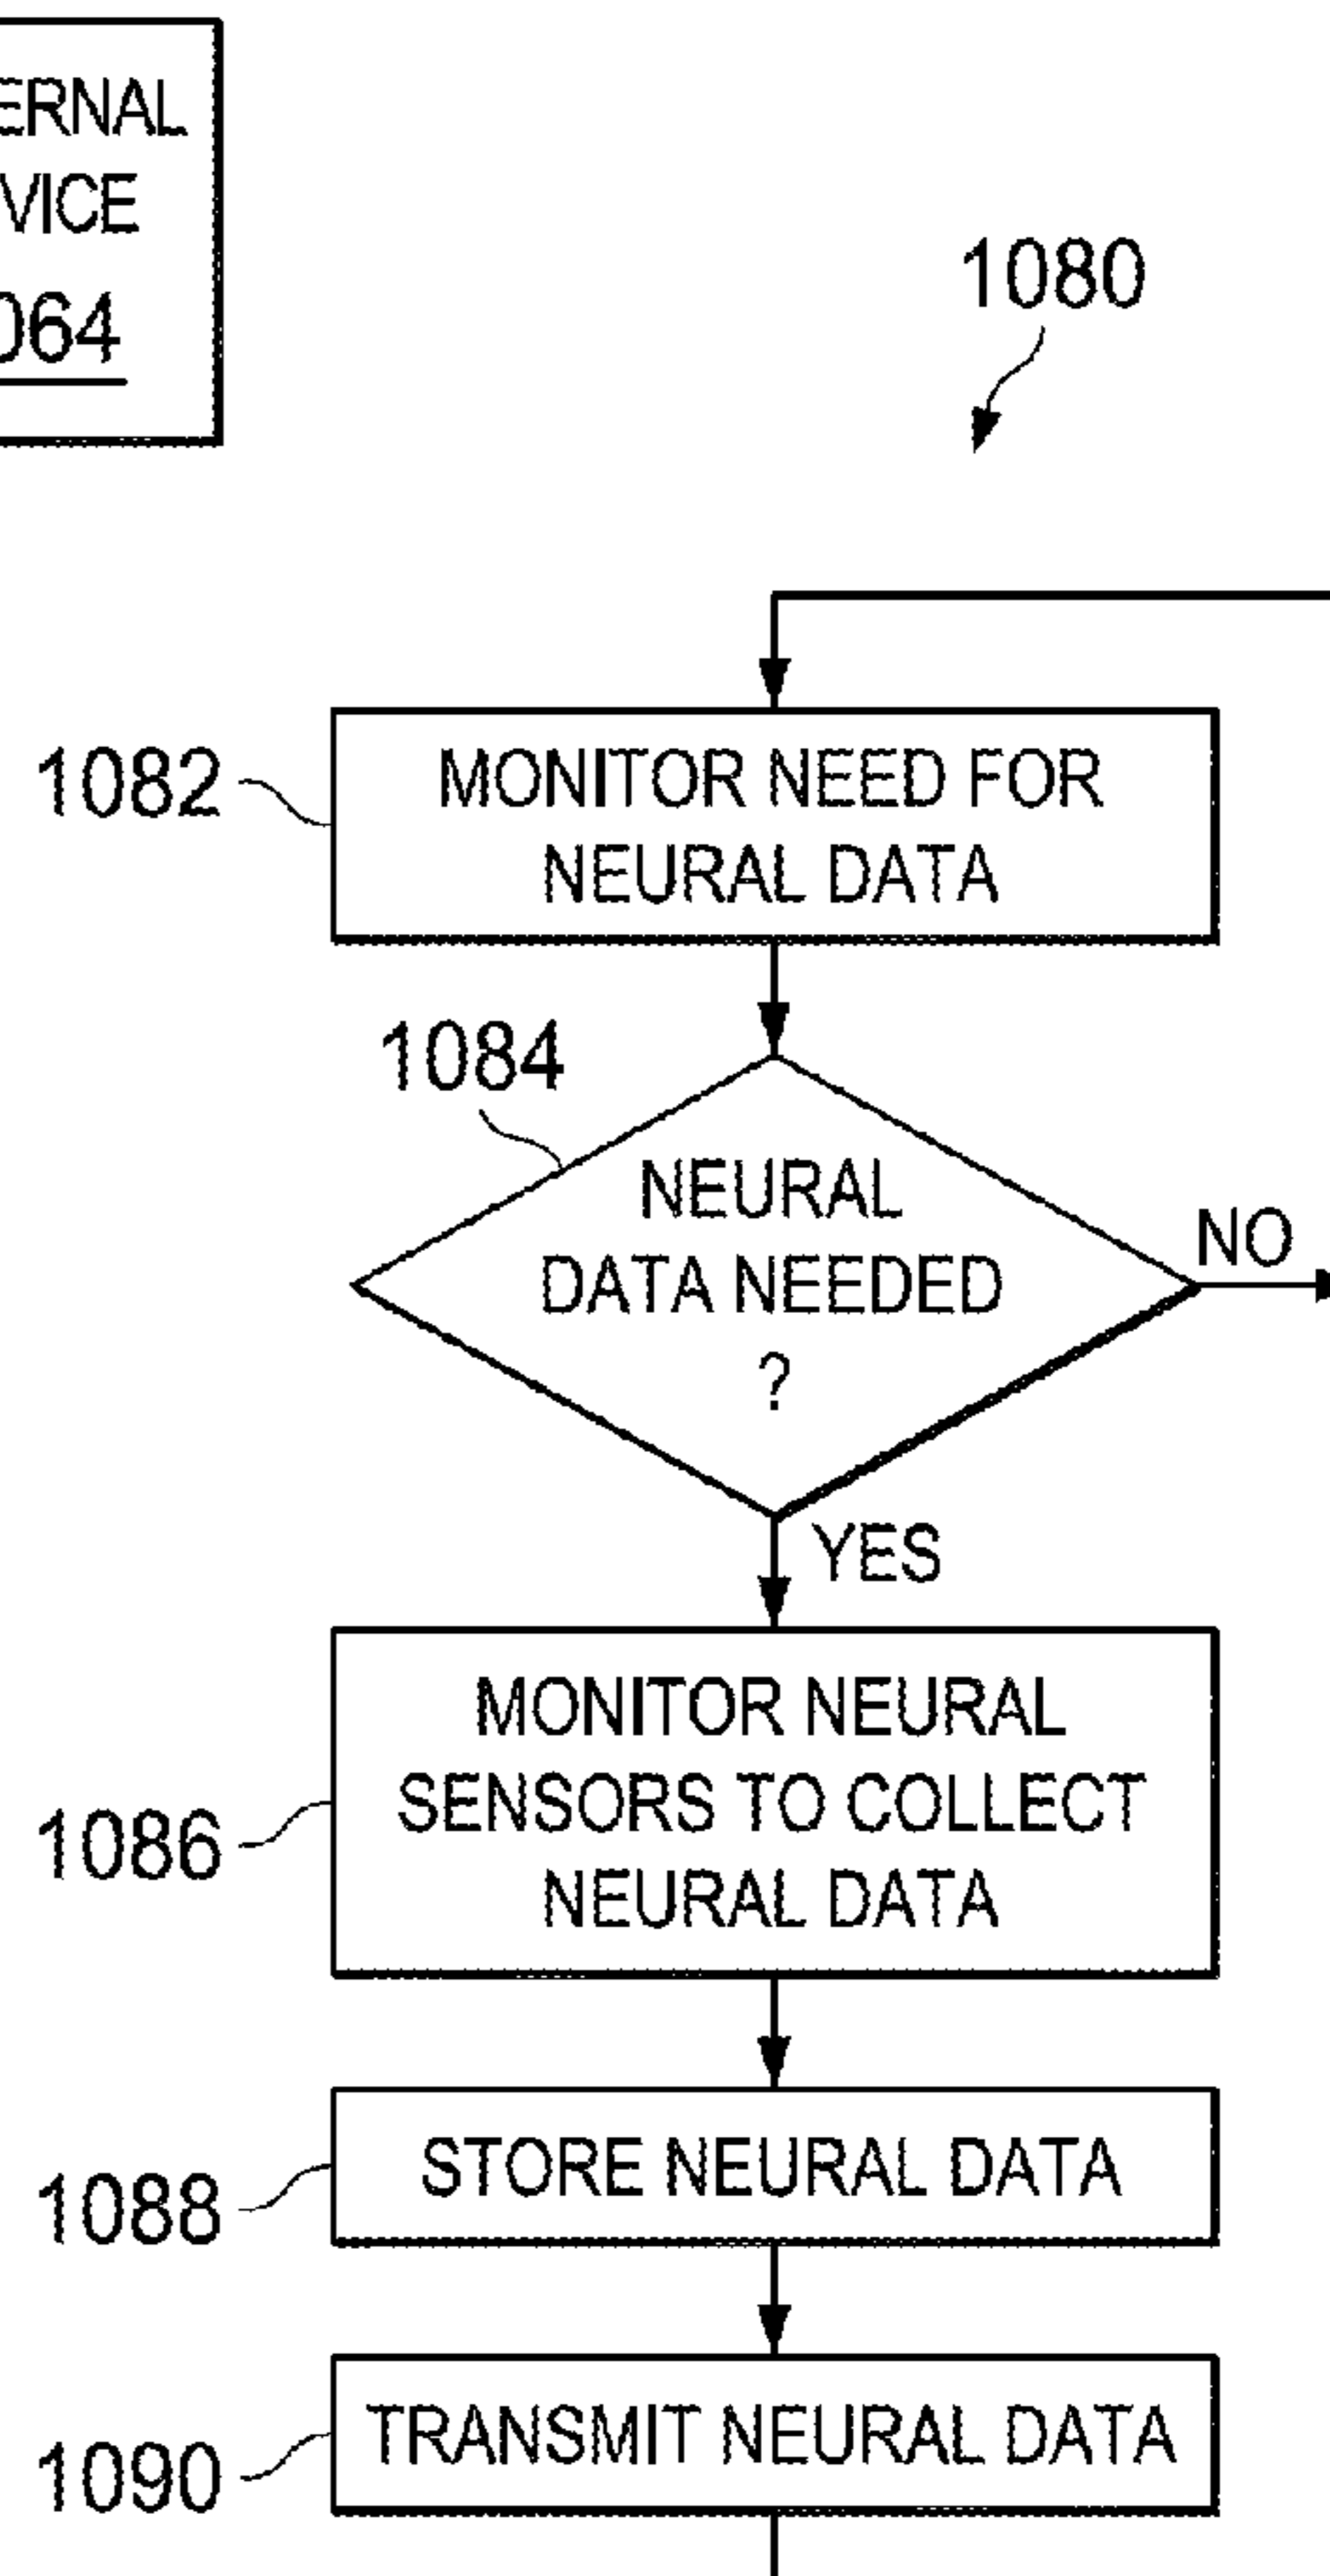 ERNAL
VICE
064
1080
1082
MONITOR NEED FOR
NEURAL DATA
1084
NEURAL
DATA NEEDED
?
NO
YES
1086
MONITOR NEURAL
SENSORS TO COLLECT
NEURAL DATA
1088
STORE NEURAL DATA
1090
TRANSMIT NEURAL DATA